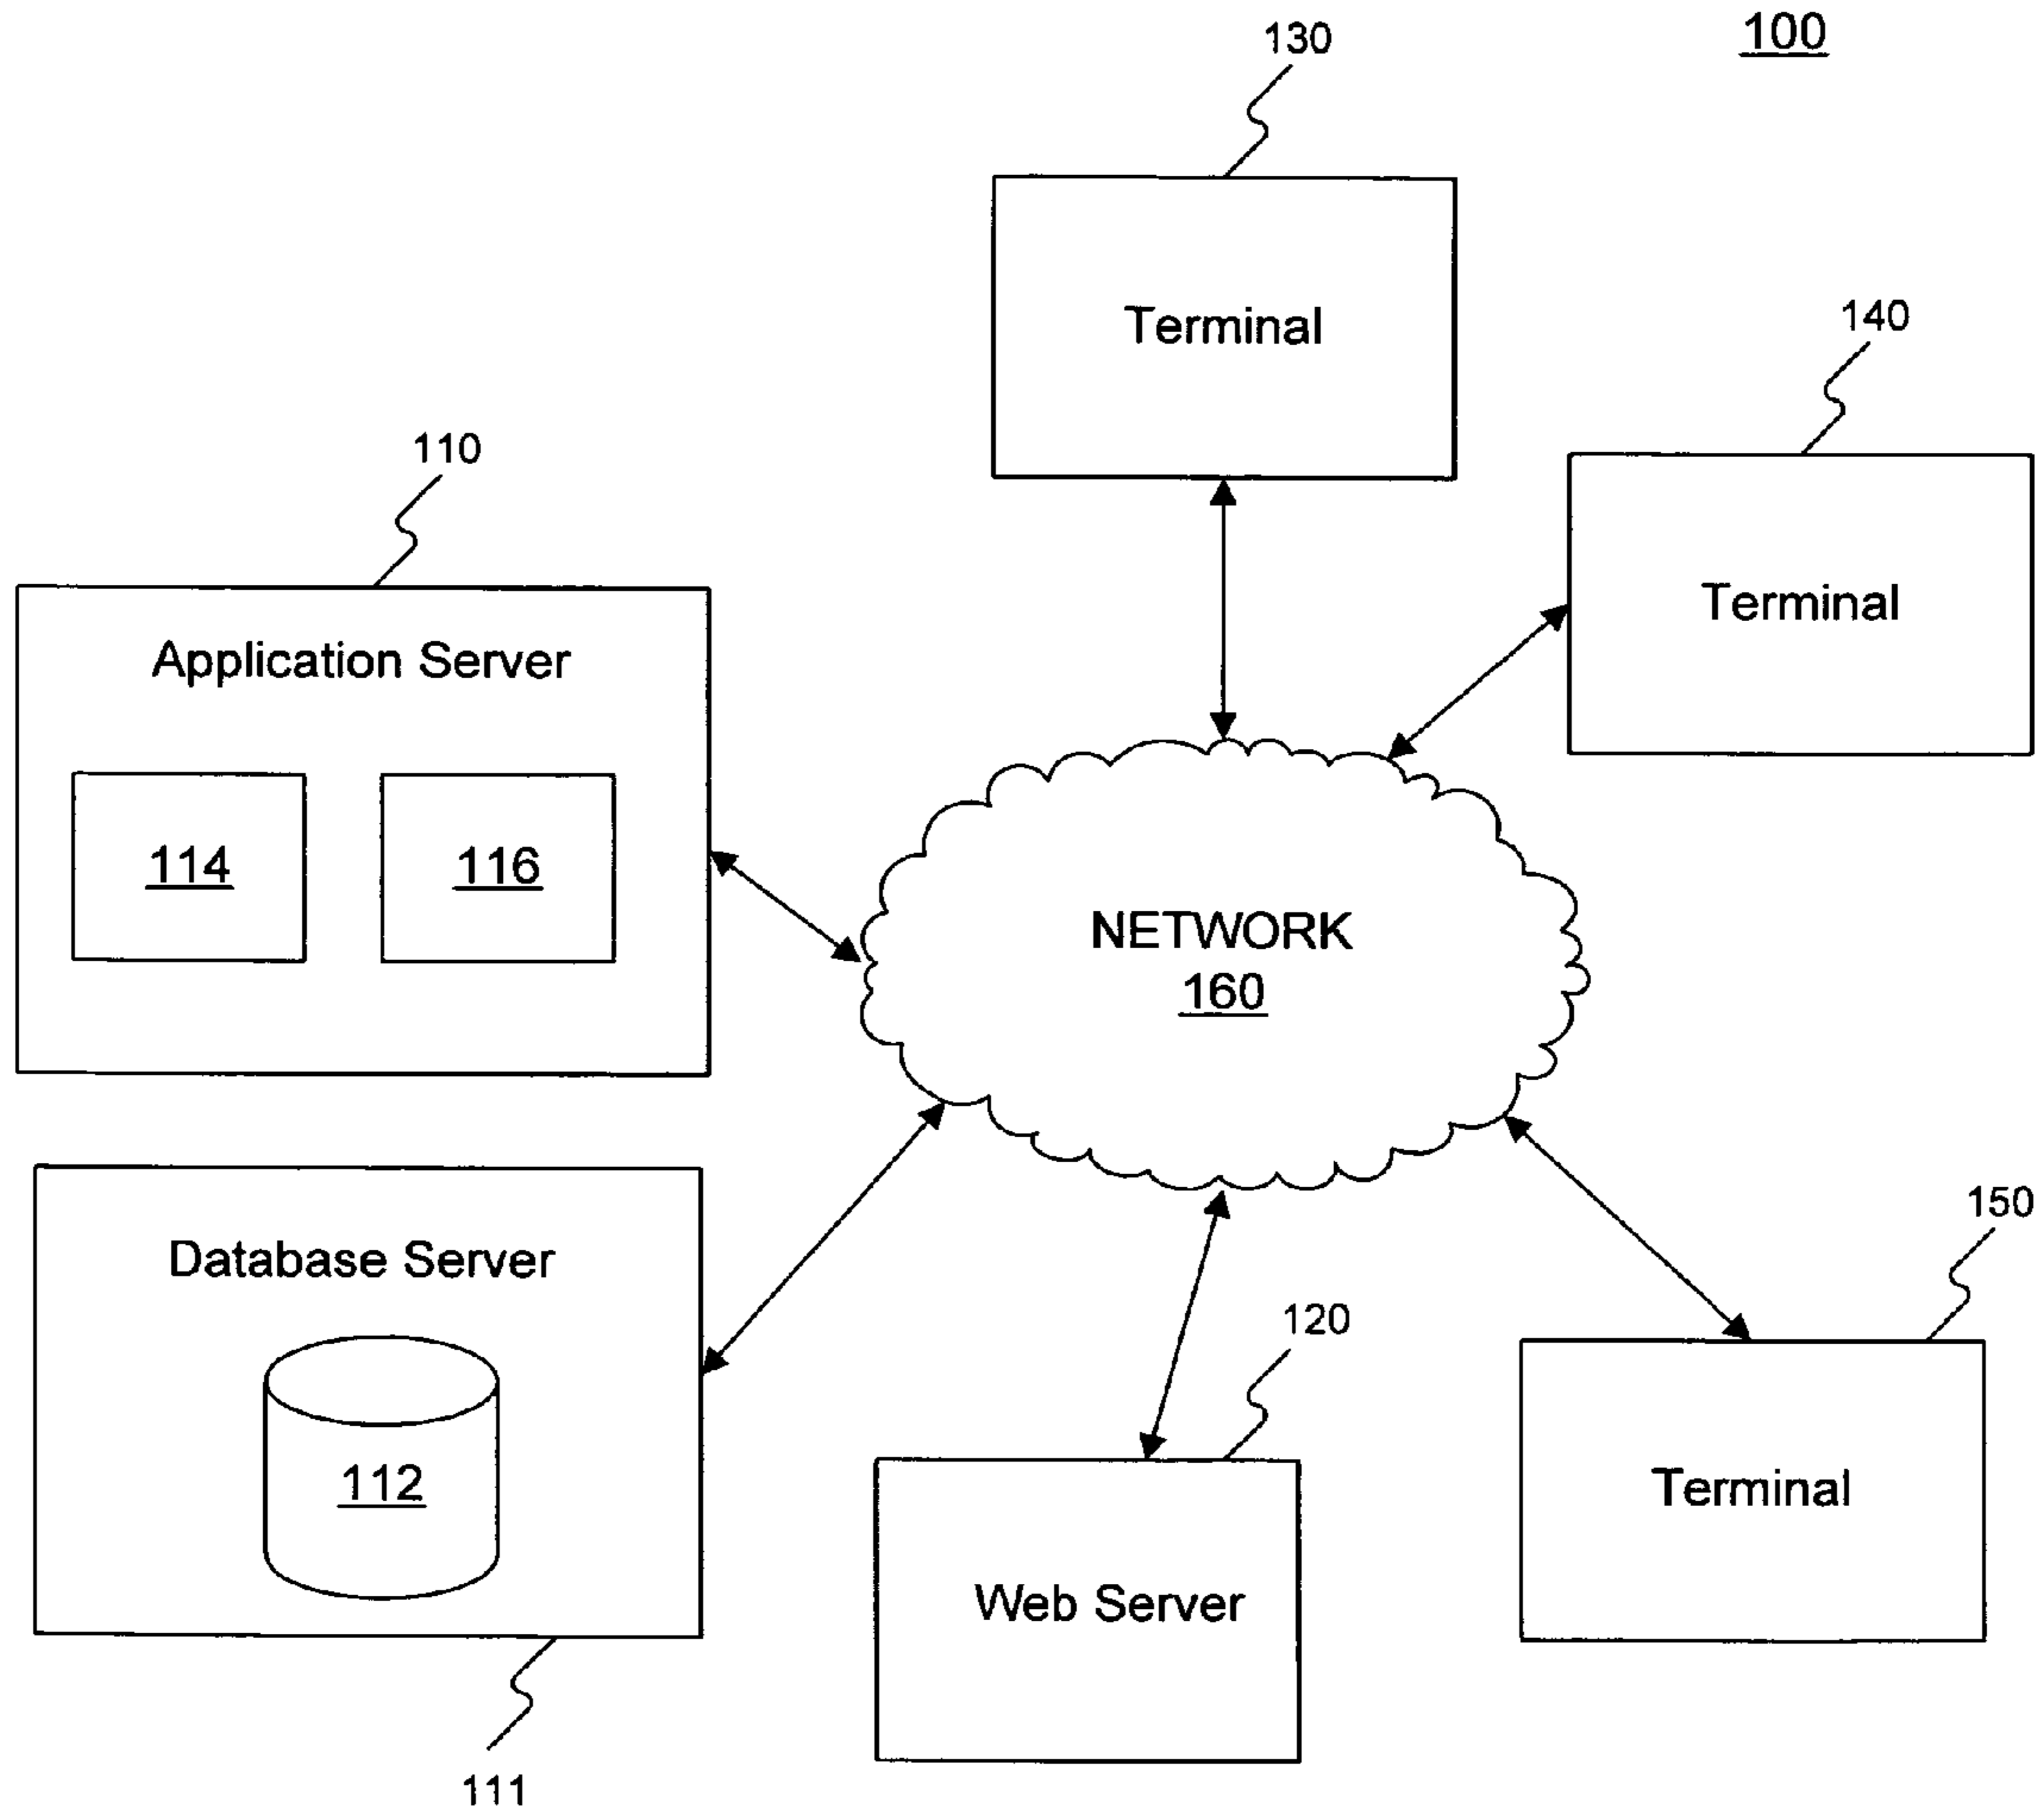 100
130
Terminal
140
Terminal
110
Application Server
114
116
NETWORK
160
Database Server
112
111
120
Web Server
150
Terminal